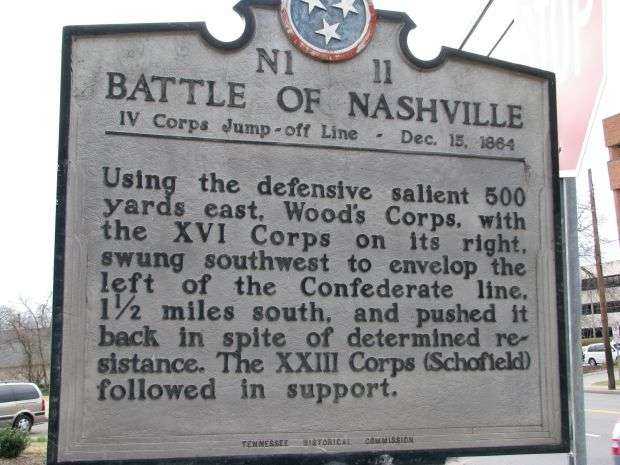 N1 11
BATTLE OF NASHVILLE
IV Corps Jump-off Line - Dec. 15, 1864
Using the defensive salient 500
yards east, Wood's Corps, with
the XVI Corps on its right,
swung southwest to envelop the
left of the Confederate line,
1½ miles south, and pushed it
back in spite of determined re-
sistance. The XXIII Corps (Schofield)
followed in support.
TENNESSEE HISTORICAL COMMISSION
STOP